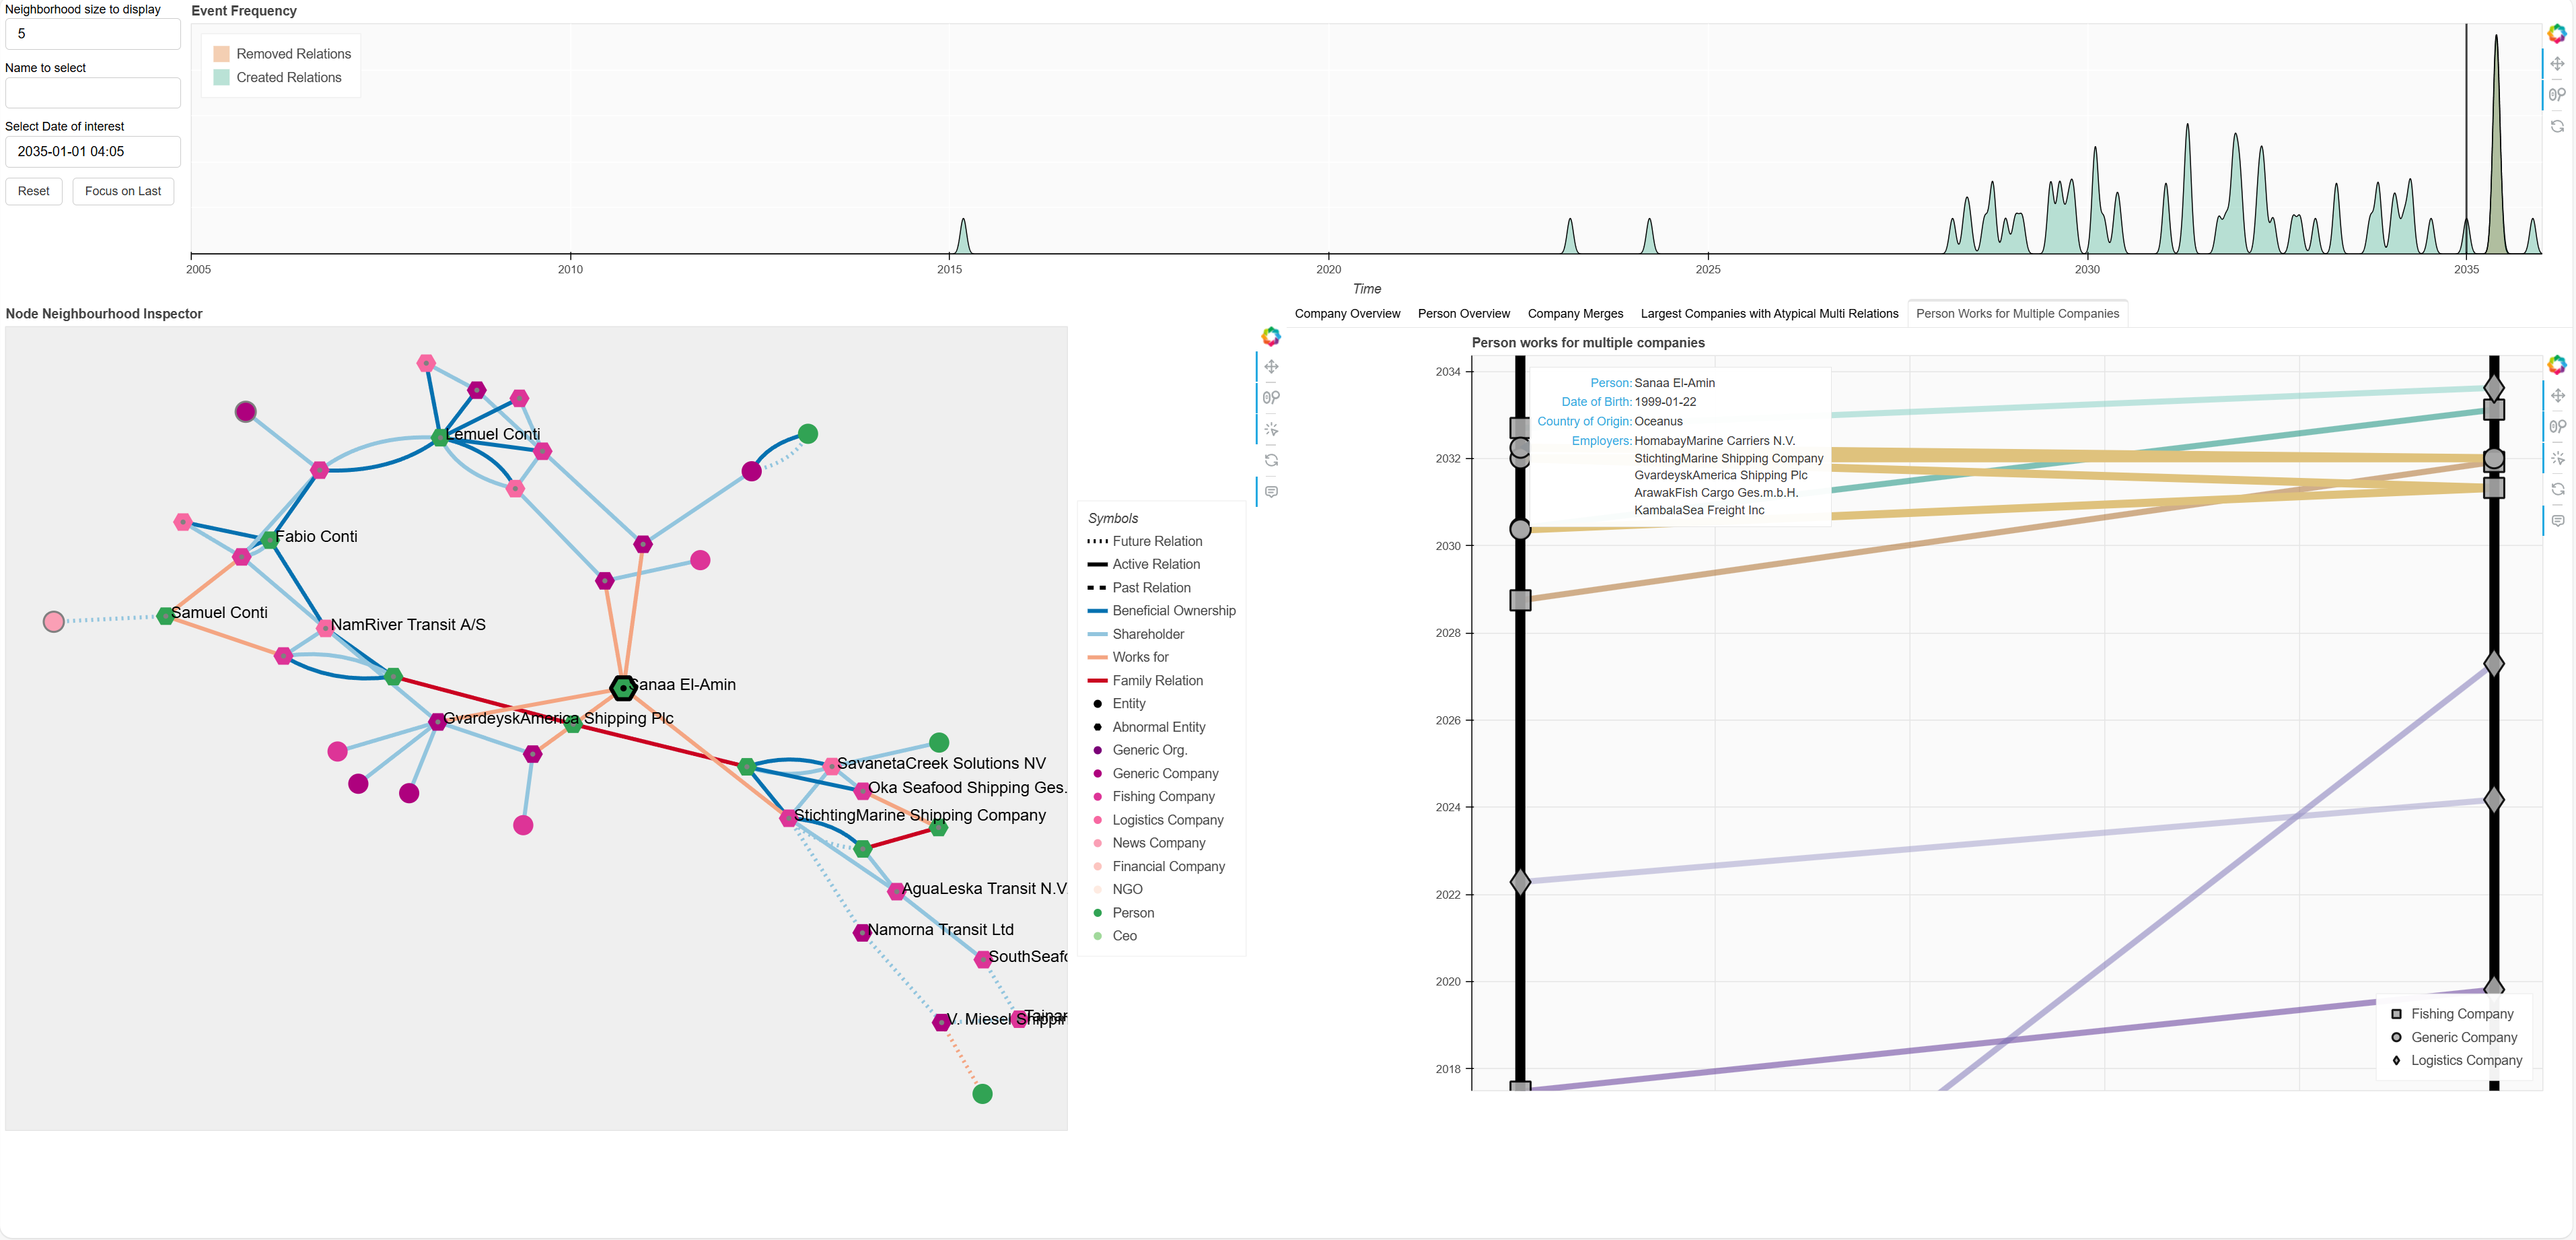 Neighborhood size to display
5
Name to select
Select Date of interest
2035-01-01 04:05
Reset
Focus on Last
Event Frequency
Removed Relations
Created Relations
2005
2010
2015
2020
2025
2030
2035
Time
Node Neighbourhood Inspector
Lemuel Conti
Fabio Conti
Samuel Conti
NamRiver Transit A/S
Sanaa El-Amin
GvardeyskAmerica Shipping Plc
SavanetaCreek Solutions NV
Oka Seafood Shipping Ges.
StichtingMarine Shipping Company
AguaLeska Transit N.V
Namorna Transit Ltd
SouthSeafo
Tainar
V. Miesel Shippin
Symbols
Future Relation
Active Relation
Past Relation
Beneficial Ownership
Shareholder
Works for
Family Relation
Entity
Abnormal Entity
Generic Org.
Generic Company
Fishing Company
Logistics Company
News Company
Financial Company
NGO
Person
Ceo
Company Overview
Person Overview
Company Merges
Largest Companies with Atypical Multi Relations
Person Works for Multiple Companies
Person works for multiple companies
2034
2032
2030
2028
2026
2024
2022
2020
2018
Person: Sanaa El-Amin
Date of Birth: 1999-01-22
Country of Origin: Oceanus
Employers: HomabayMarine Carriers N.V.
StichtingMarine Shipping Company
GvardeyskAmerica Shipping Plc
ArawakFish Cargo Ges.m.b.H.
KambalaSea Freight Inc
Fishing Company
Generic Company
Logistics Company